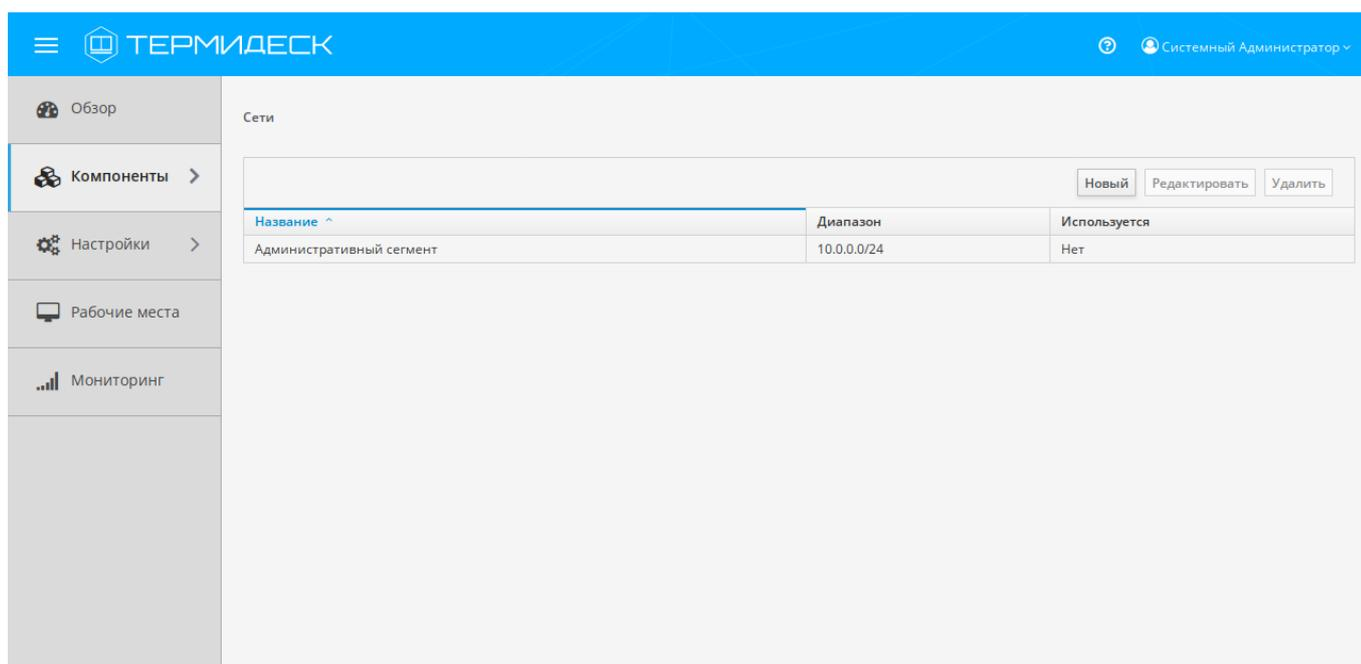 ТЕРМИДЕСК
Системный Администратор
Обзор
Компоненты
Настройки
Рабочие места
Мониторинг
Сети
Новый Редактировать Удалить
Название Диапазон Используется
Административный сегмент 10.0.0.0/24 Нет